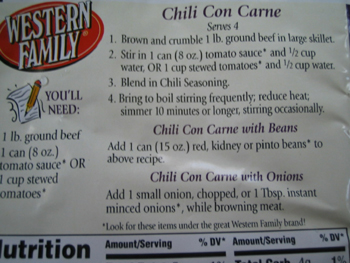 WESTERN
FAMILY®
Chili Con Carne
Serves 4
1. Brown and crumble 1 lb. ground beef in large skillet.
2. Stir in 1 can (8 oz.) tomato sauce* and 1/2 cup
water, OR 1 cup stewed tomatoes* and 1/2 cup water.
3. Blend in Chili Seasoning.
4. Bring to boil stirring frequently; reduce heat;
simmer 10 minutes or longer, stirring occasionally.
Chili Con Carne with Beans
Add 1 can (15 oz.) red, kidney or pinto beans* to
above recipe.
Chili Con Carne with Onions
Add 1 small onion, chopped, or 1 Tbsp. instant
minced onions*, while browning meat.
*Look for these items under the great Western Family brand!
YOU'LL
NEED:
1 lb. ground beef
1 can (8 oz.)
tomato sauce* OR
1 cup stewed
tomatoes*
Nutrition
Amount/Serving % DV* Amount/Serving % DV*
Total Carb. 4g 1%